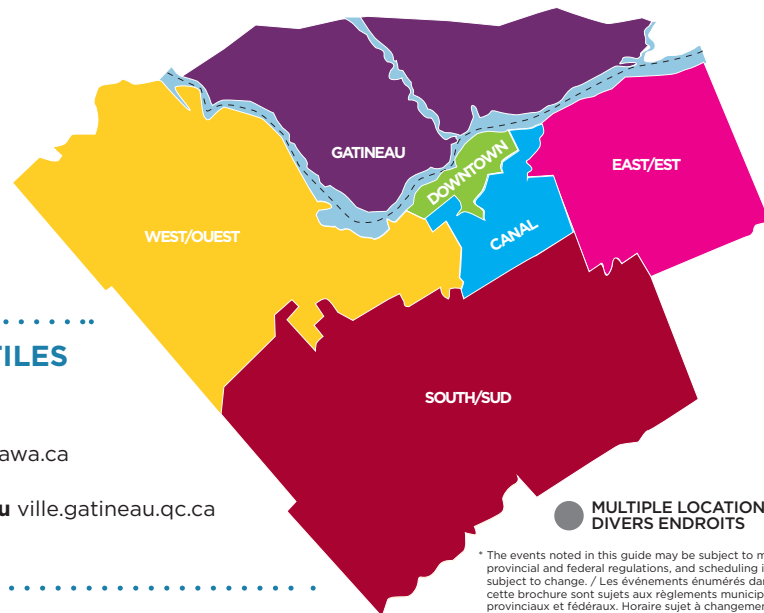 GATINEAU
DOWNTOWN
EAST/EST
WEST/OUEST
CANAL
SOUTH/SUD
TILES
awa.ca
u ville.gatineau.qc.ca
MULTIPLE LOCATION
DIVERS ENDROITS
* The events noted in this guide may be subject to m
provincial and federal regulations, and scheduling i
subject to change. / Les événements énumérés da
cette brochure sont sujets aux règlements municip
provinciaux et fédéraux. Horaire sujet à changeme